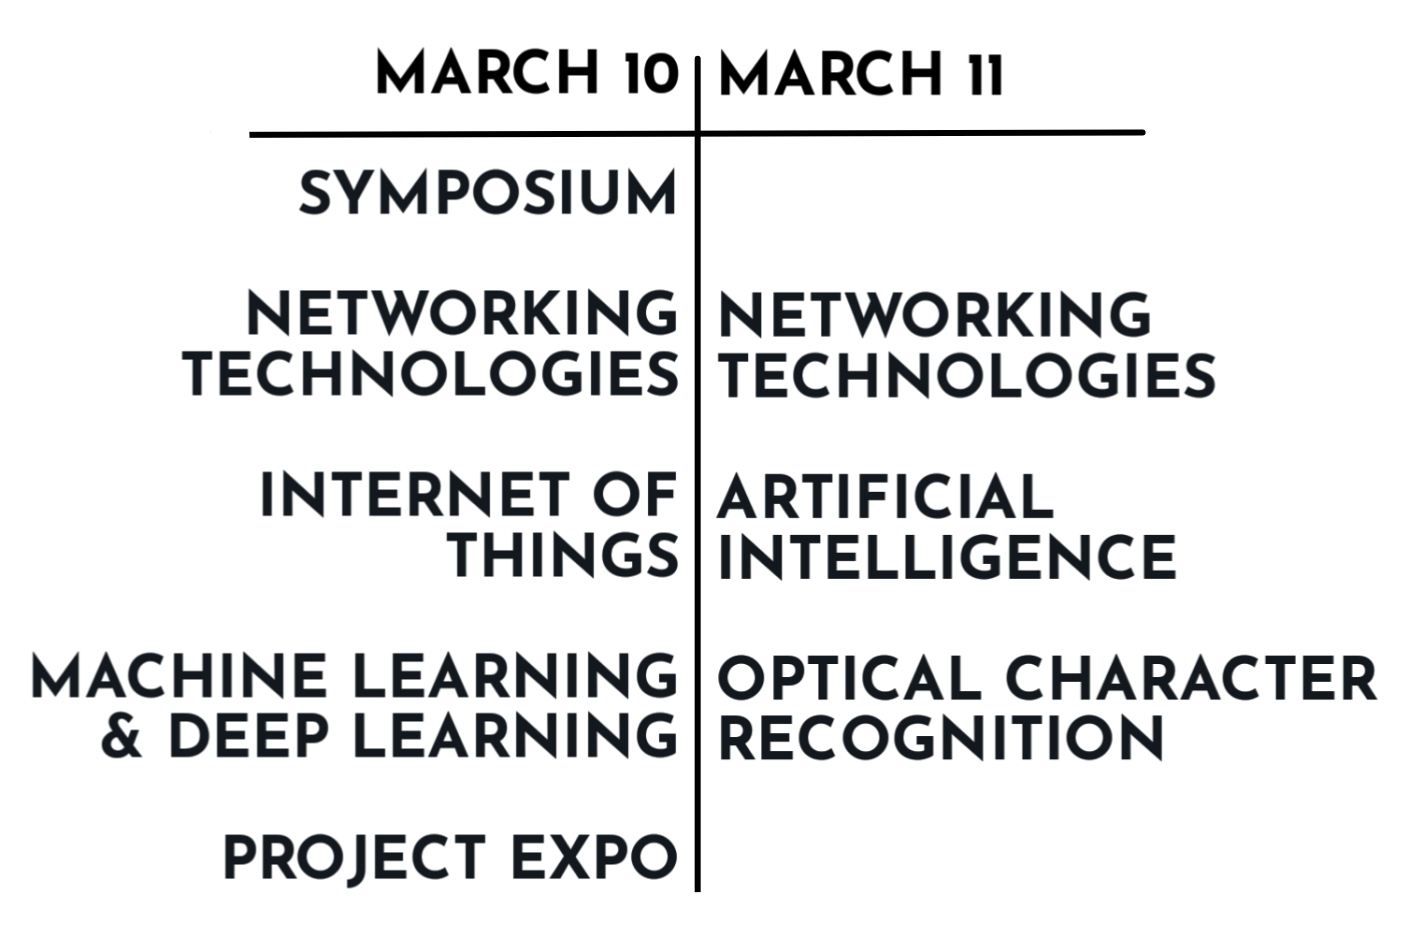 MARCH 10
SYMPOSIUM
NETWORKING
TECHNOLOGIES
INTERNET OF
THINGS
MACHINE LEARNING
& DEEP LEARNING
PROJECT EXPO
MARCH 11
NETWORKING
TECHNOLOGIES
ARTIFICIAL
INTELLIGENCE
OPTICAL CHARACTER
RECOGNITION